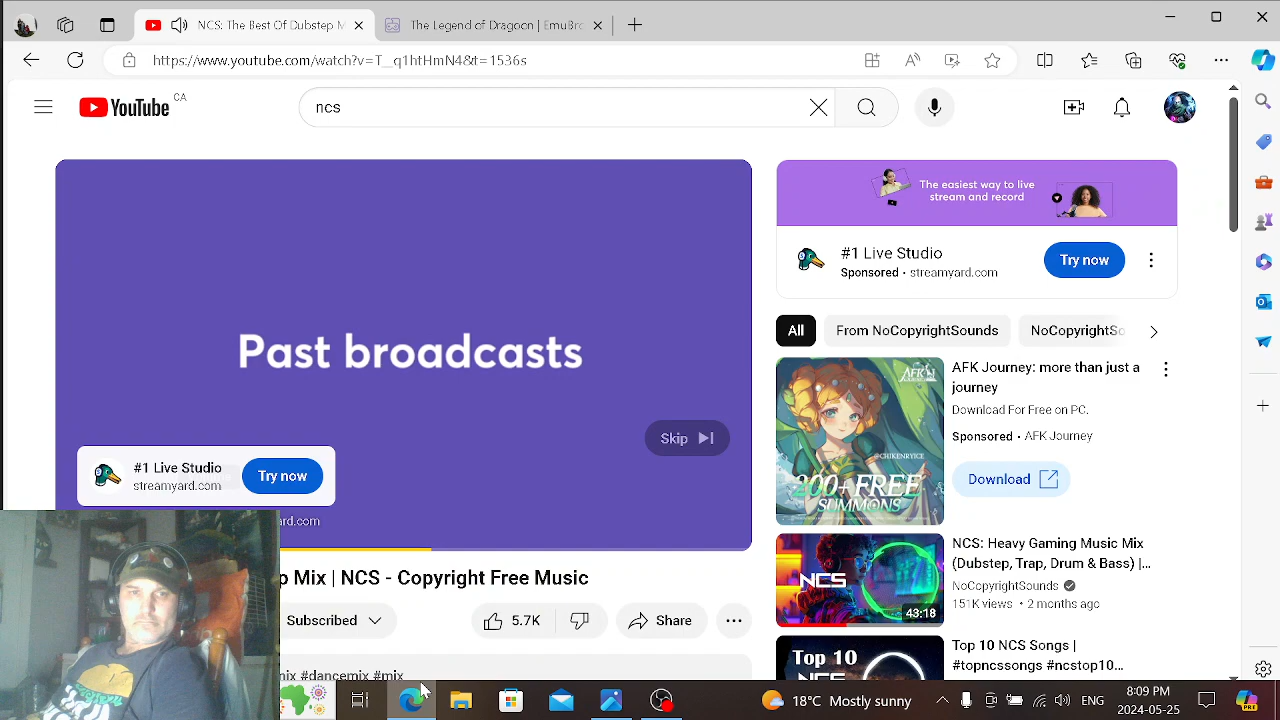 NCS: The Best Of Dubstep M
The Legend of Dragoon | EmuBr
https://www.youtube.com/watch?v=T_q1htHmN4&t=1536s
YouTube CA
ncs
Past broadcasts
Skip
#1 Live Studio
streamyard.com
Try now
rd.com
p Mix | NCS - Copyright Free Music
Subscribed
5.7K
Share
mix #dancemix #mix
The easiest way to live
stream and record
#1 Live Studio
Sponsored · streamyard.com
Try now
All
From NoCopyrightSounds
NoCopyrightSo
AFK JOURNEY
@CHIKENRYICE
200+ FREE
SUMMONS
AFK Journey: more than just a
journey
Download For Free on PC.
Sponsored · AFK Journey
Download
NCS
43:18
NCS: Heavy Gaming Music Mix
(Dubstep, Trap, Drum & Bass) |...
NoCopyrightSounds
151K views · 2 months ago
Top 10
Top 10 NCS Songs |
#topncssongs #ncstop10...
18°C Mostly sunny
ENG
8:09 PM
2024-05-25
PRE